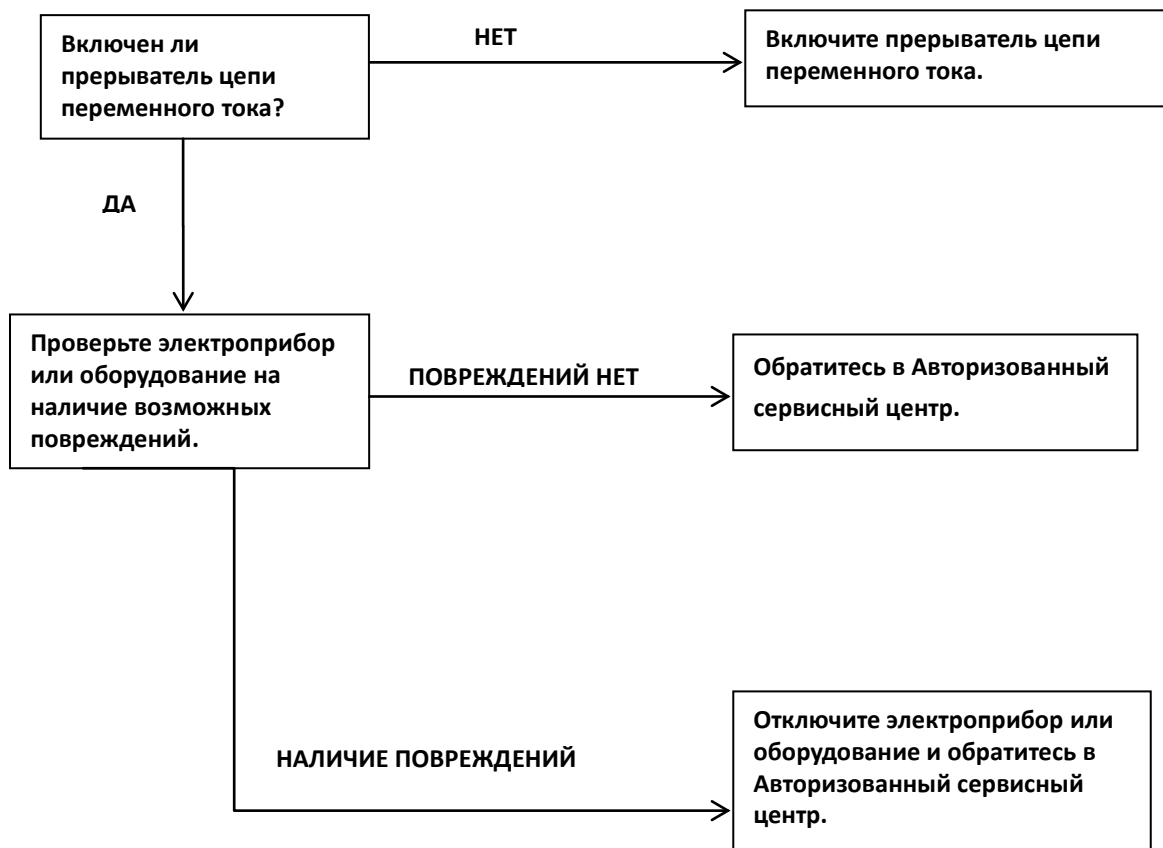 Включен ли
прерыватель цепи
переменного тока?
НЕТ
Включите прерыватель цепи
переменного тока.
ДА
Проверьте электроприбор
или оборудование на
наличие возможных
повреждений.
ПОВРЕЖДЕНИЙ НЕТ
Обратитесь в Авторизованный
сервисный центр.
НАЛИЧИЕ ПОВРЕЖДЕНИЙ
Отключите электроприбор или
оборудование и обратитесь в
Авторизованный сервисный
центр.